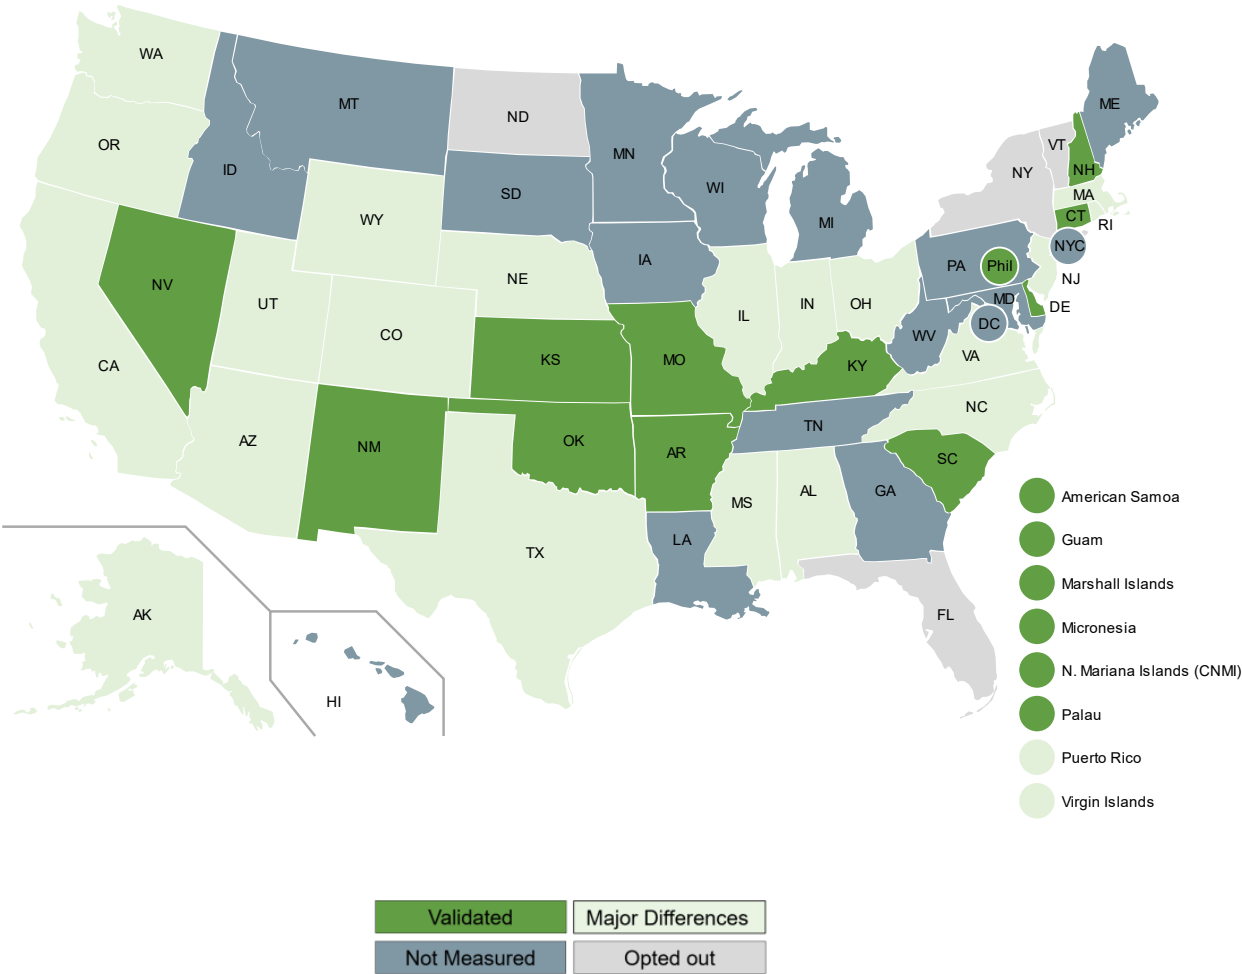 WA
MT
ND
ME
OR
ID
MN
VT
NH
NY
SD
WI
MA
WY
MI
CT
RI
NYC
IA
PA
Phil
NJ
NE
NV
UT
MD
DE
IL
IN
OH
DC
CO
WV
VA
CA
KS
MO
KY
NC
TN
AZ
NM
OK
AR
SC
MS
AL
GA
American Samoa
LA
Guam
TX
Marshall Islands
AK
FL
Micronesia
N. Mariana Islands (CNMI)
HI
Palau
Puerto Rico
Virgin Islands
Validated
Major Differences
Not Measured
Opted out